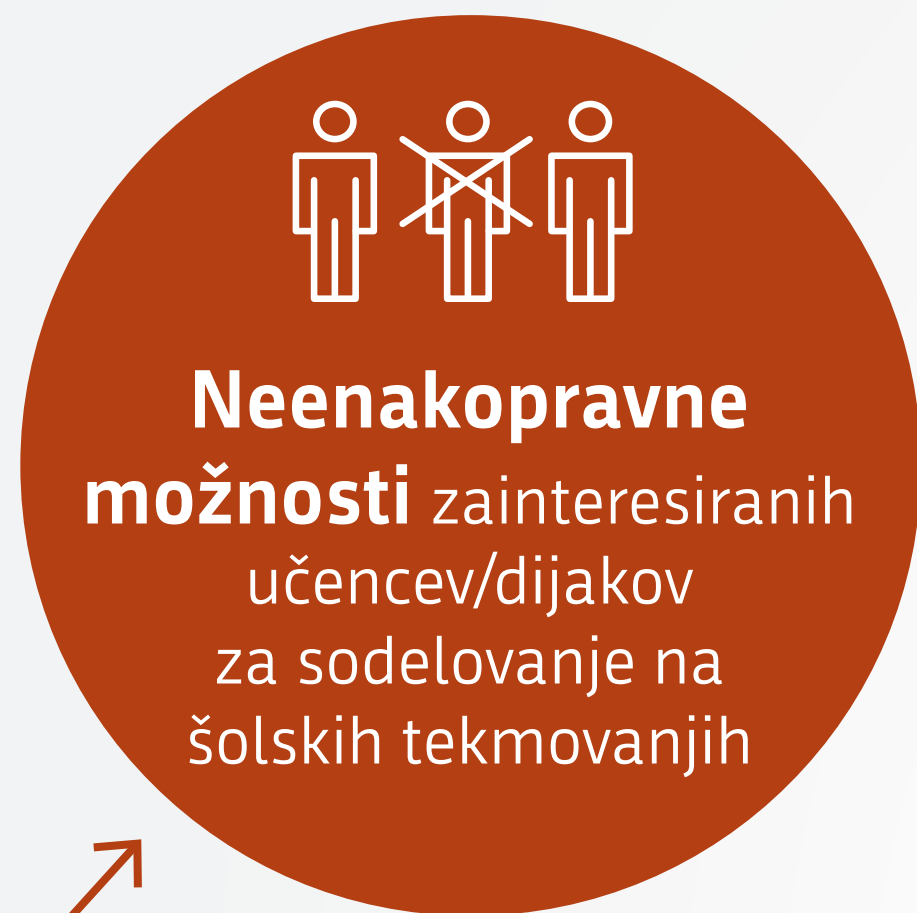 Neenakopravne
možnosti zainteresiranih
učencev/dijakov
za sodelovanje na
šolskih tekmovanjih